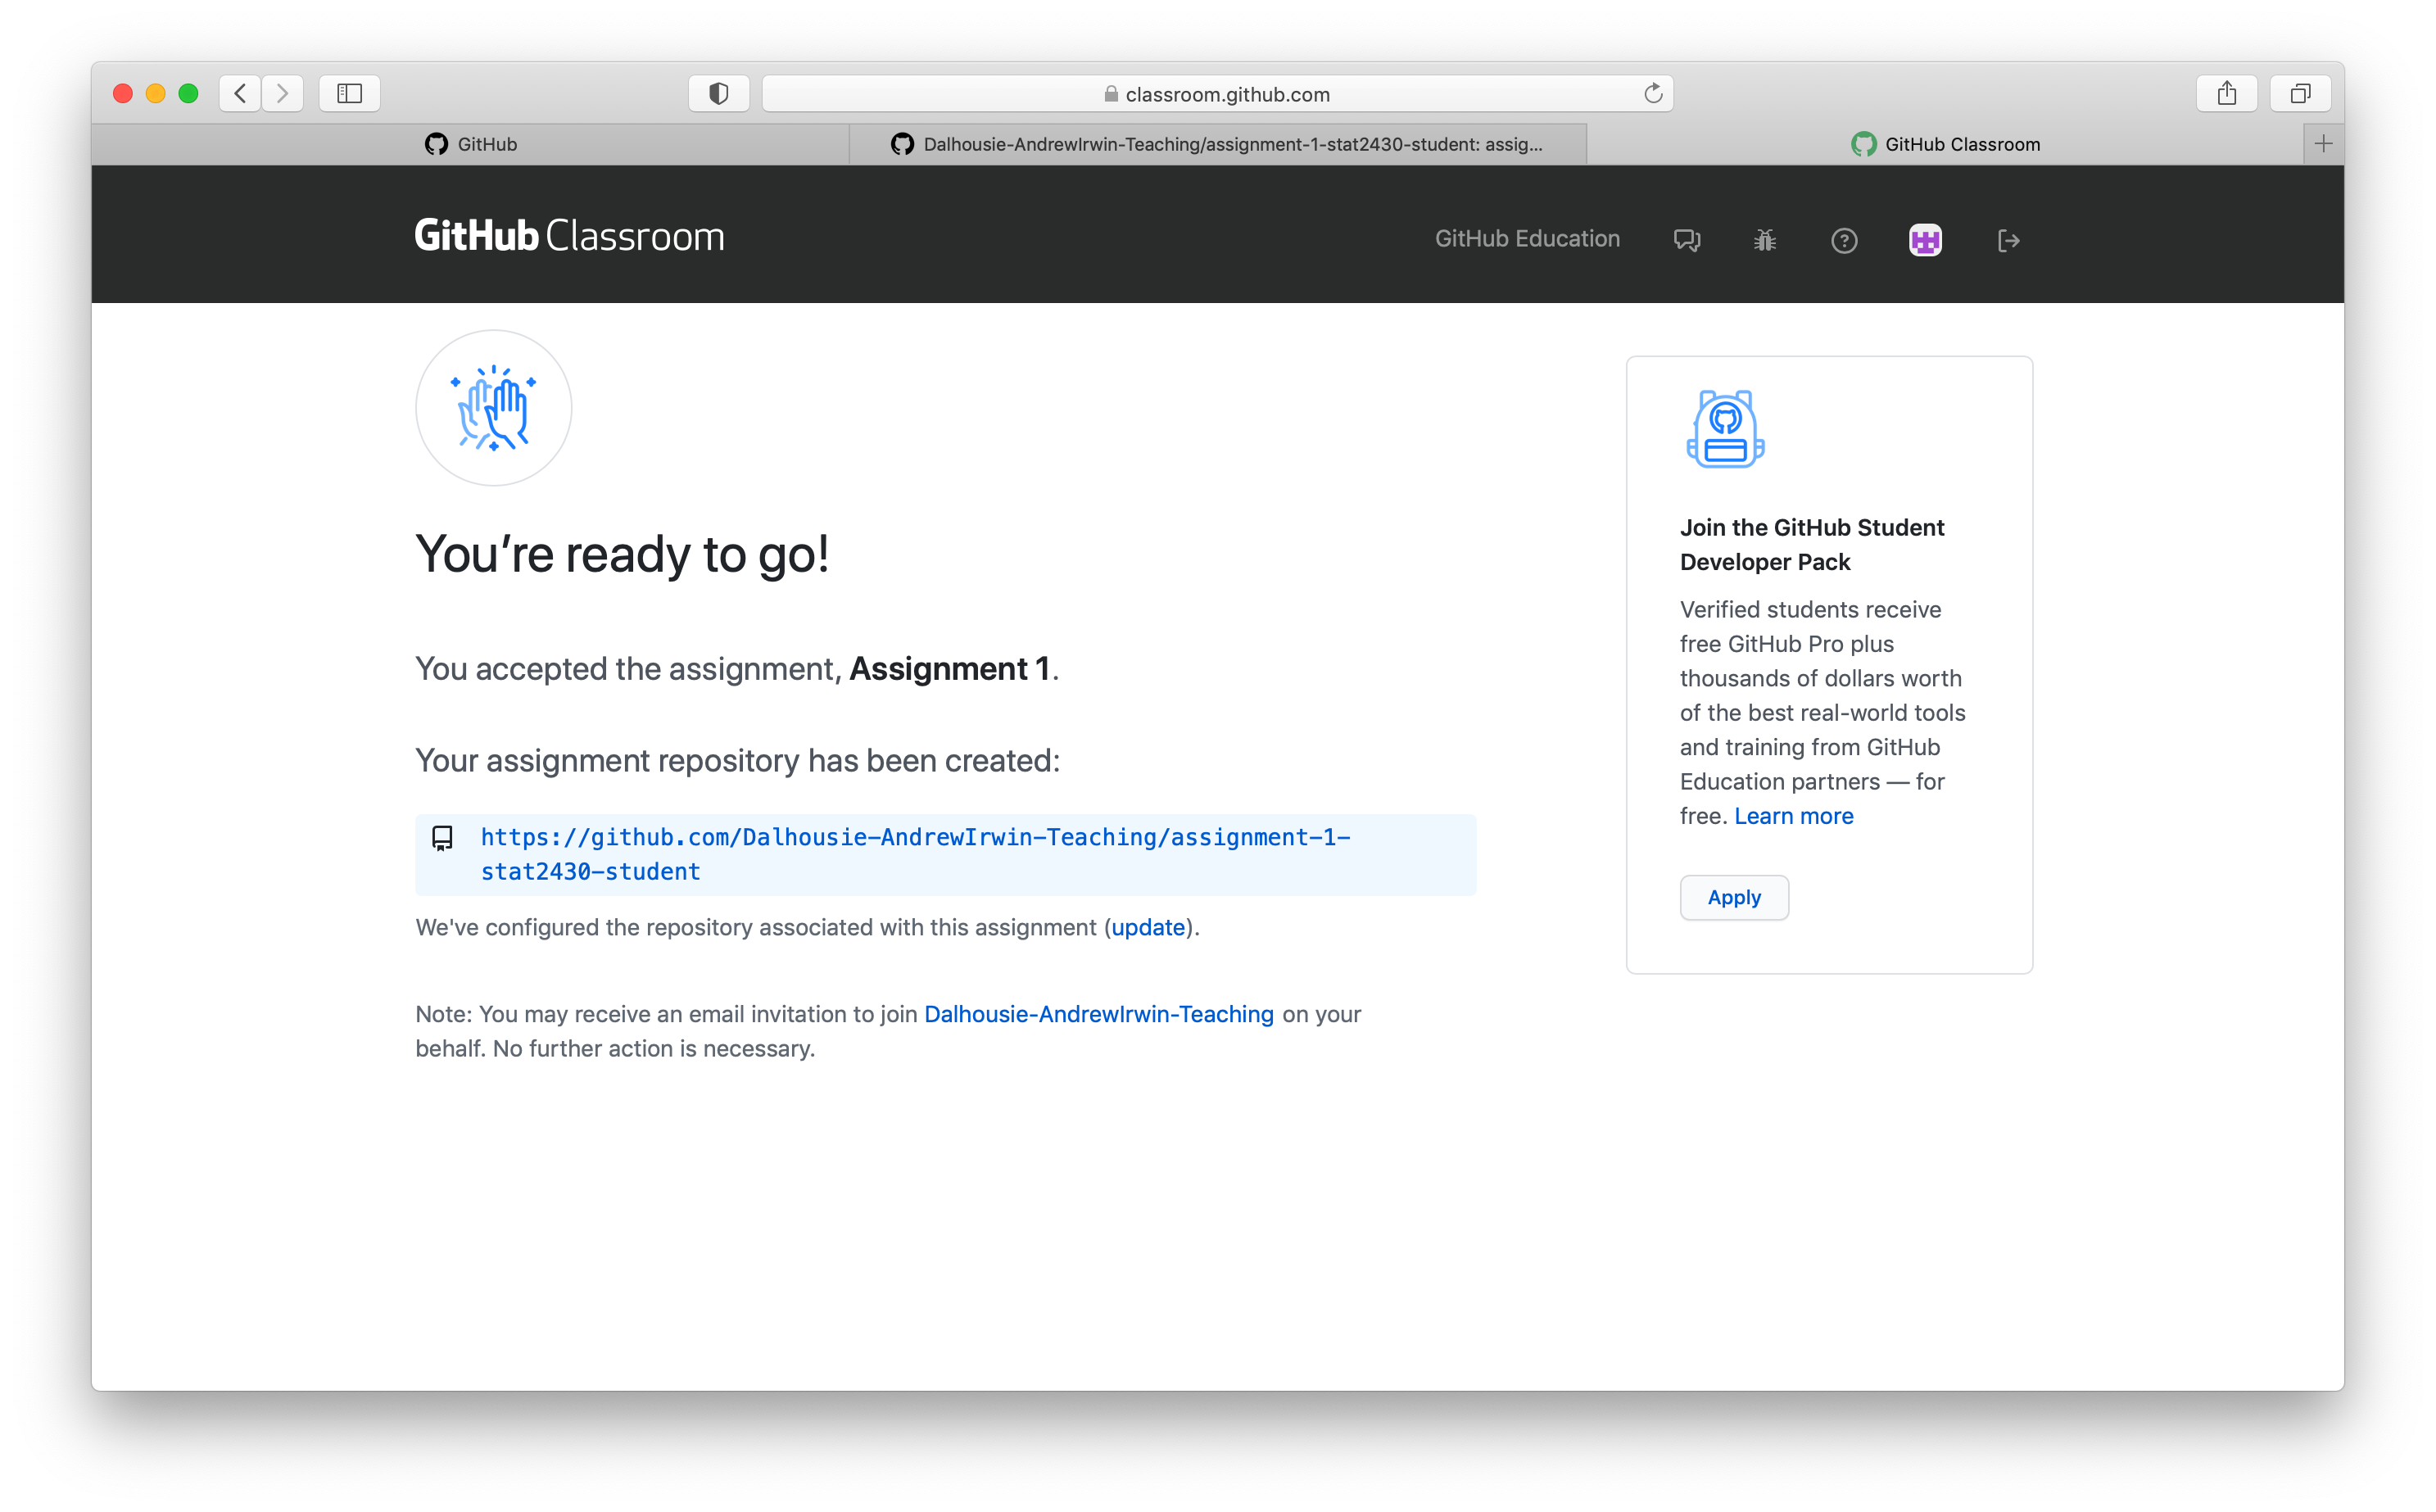 classroom.github.com
GitHub
Dalhousie-AndrewIrwin-Teaching/assignment-1-stat2430-student: assig...
GitHub Classroom
GitHub Classroom
GitHub Education
You’re ready to go!
You accepted the assignment, Assignment 1.
Your assignment repository has been created:
https://github.com/Dalhousie-AndrewIrwin-Teaching/assignment-1-
stat2430-student
We've configured the repository associated with this assignment (update).
Note: You may receive an email invitation to join Dalhousie-AndrewIrwin-Teaching on your
behalf. No further action is necessary.
Join the GitHub Student
Developer Pack
Verified students receive
free GitHub Pro plus
thousands of dollars worth
of the best real-world tools
and training from GitHub
Education partners — for
free. Learn more
Apply